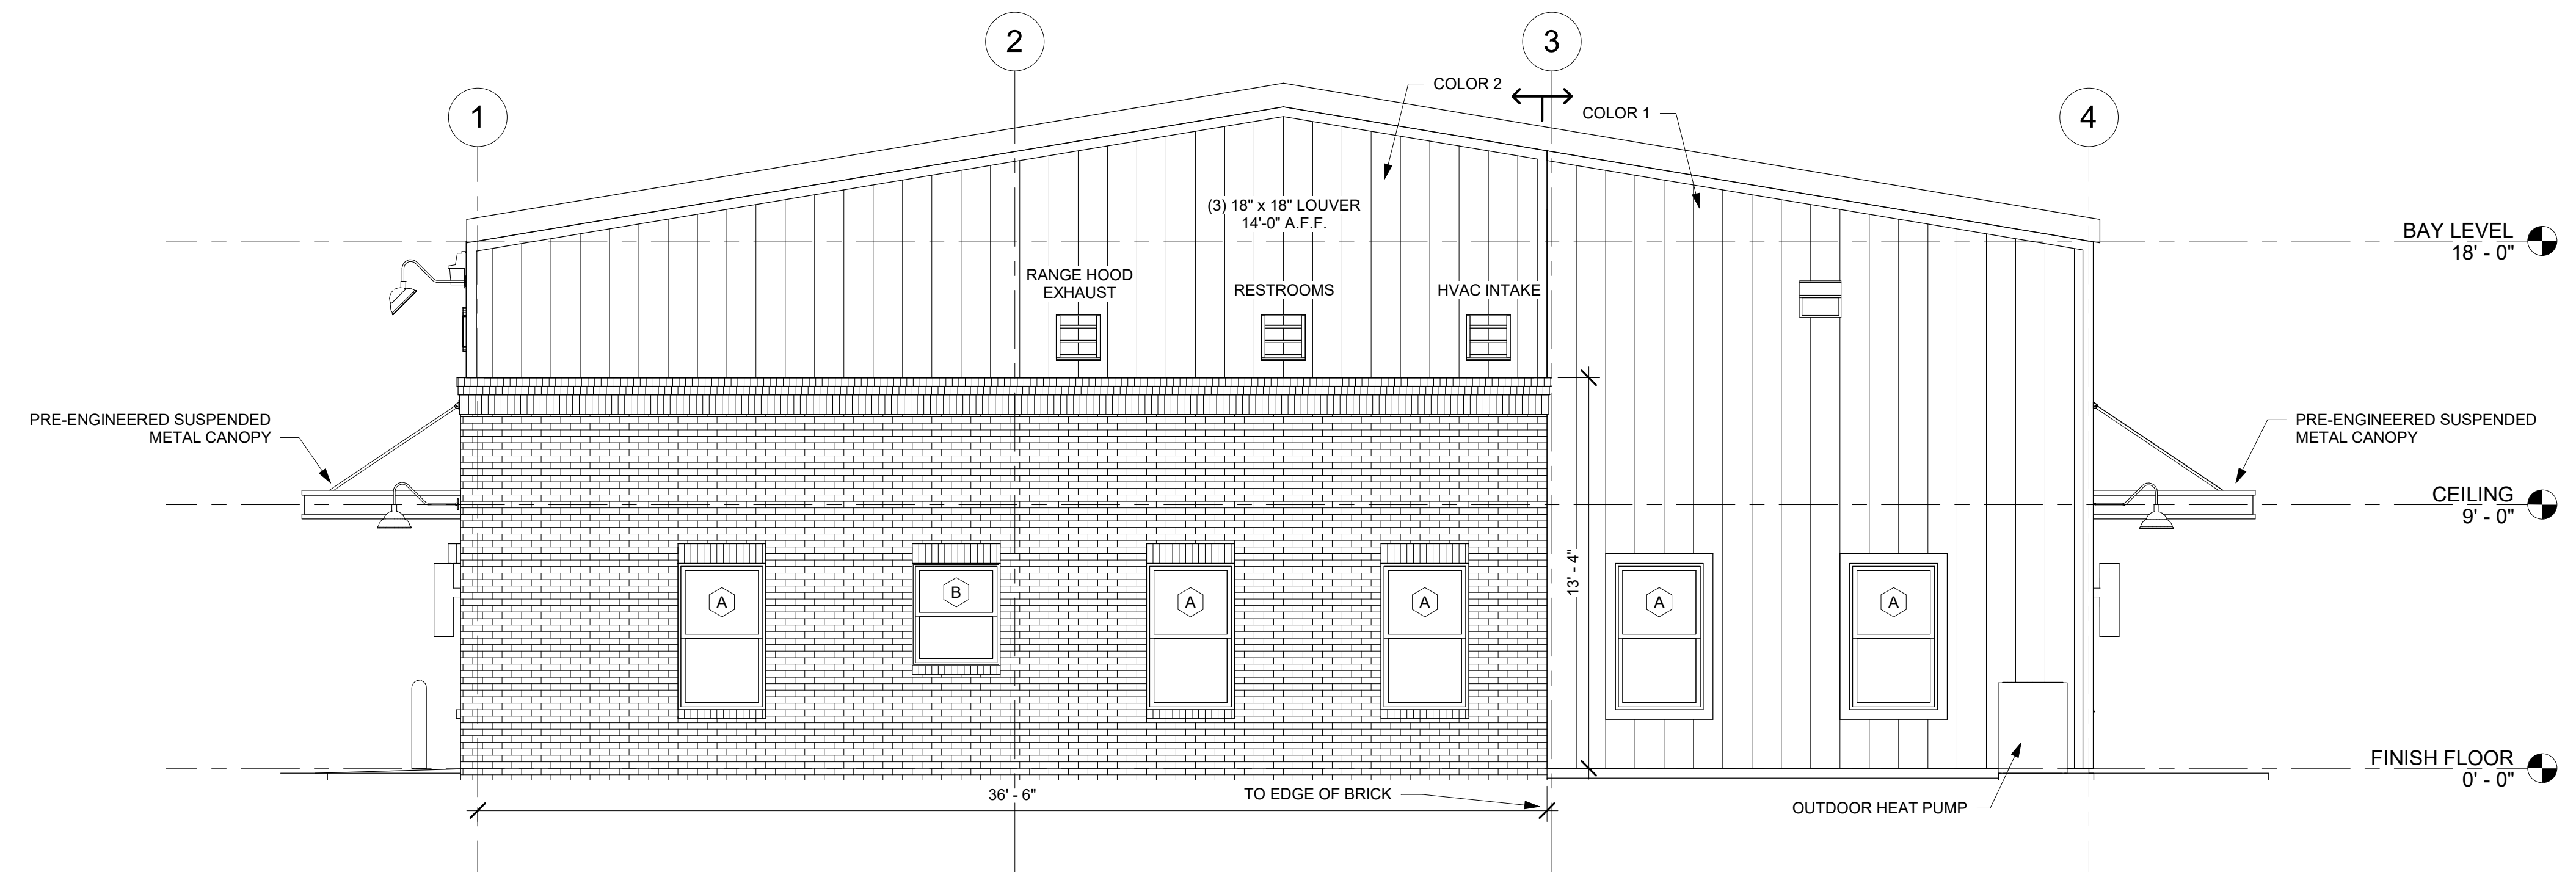 1
2
3
4
COLOR 2
COLOR 1
(3) 18" x 18" LOUVER
14'-0" A.F.F.
BAY LEVEL
18' - 0"
RANGE HOOD
EXHAUST
RESTROOMS
HVAC INTAKE
PRE-ENGINEERED SUSPENDED
METAL CANOPY
PRE-ENGINEERED SUSPENDED
METAL CANOPY
CEILING
9' - 0"
13' - 4"
A
B
A
A
A
A
FINISH FLOOR
0' - 0"
36' - 6"
TO EDGE OF BRICK
OUTDOOR HEAT PUMP